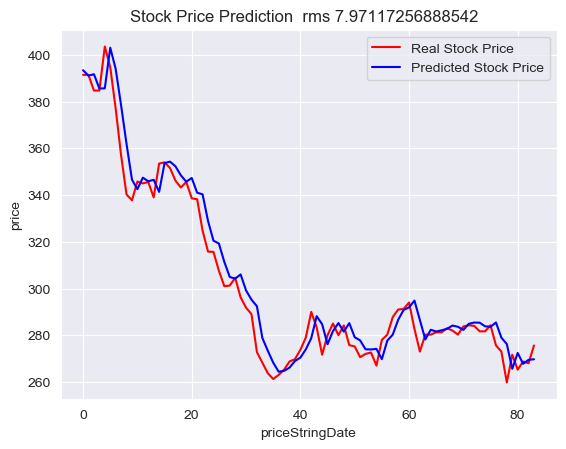 Stock Price Prediction  rms 7.97117256888542
Real Stock Price
Predicted Stock Price
400
380
360
340
320
300
280
260
price
0
20
40
60
80
priceStringDate